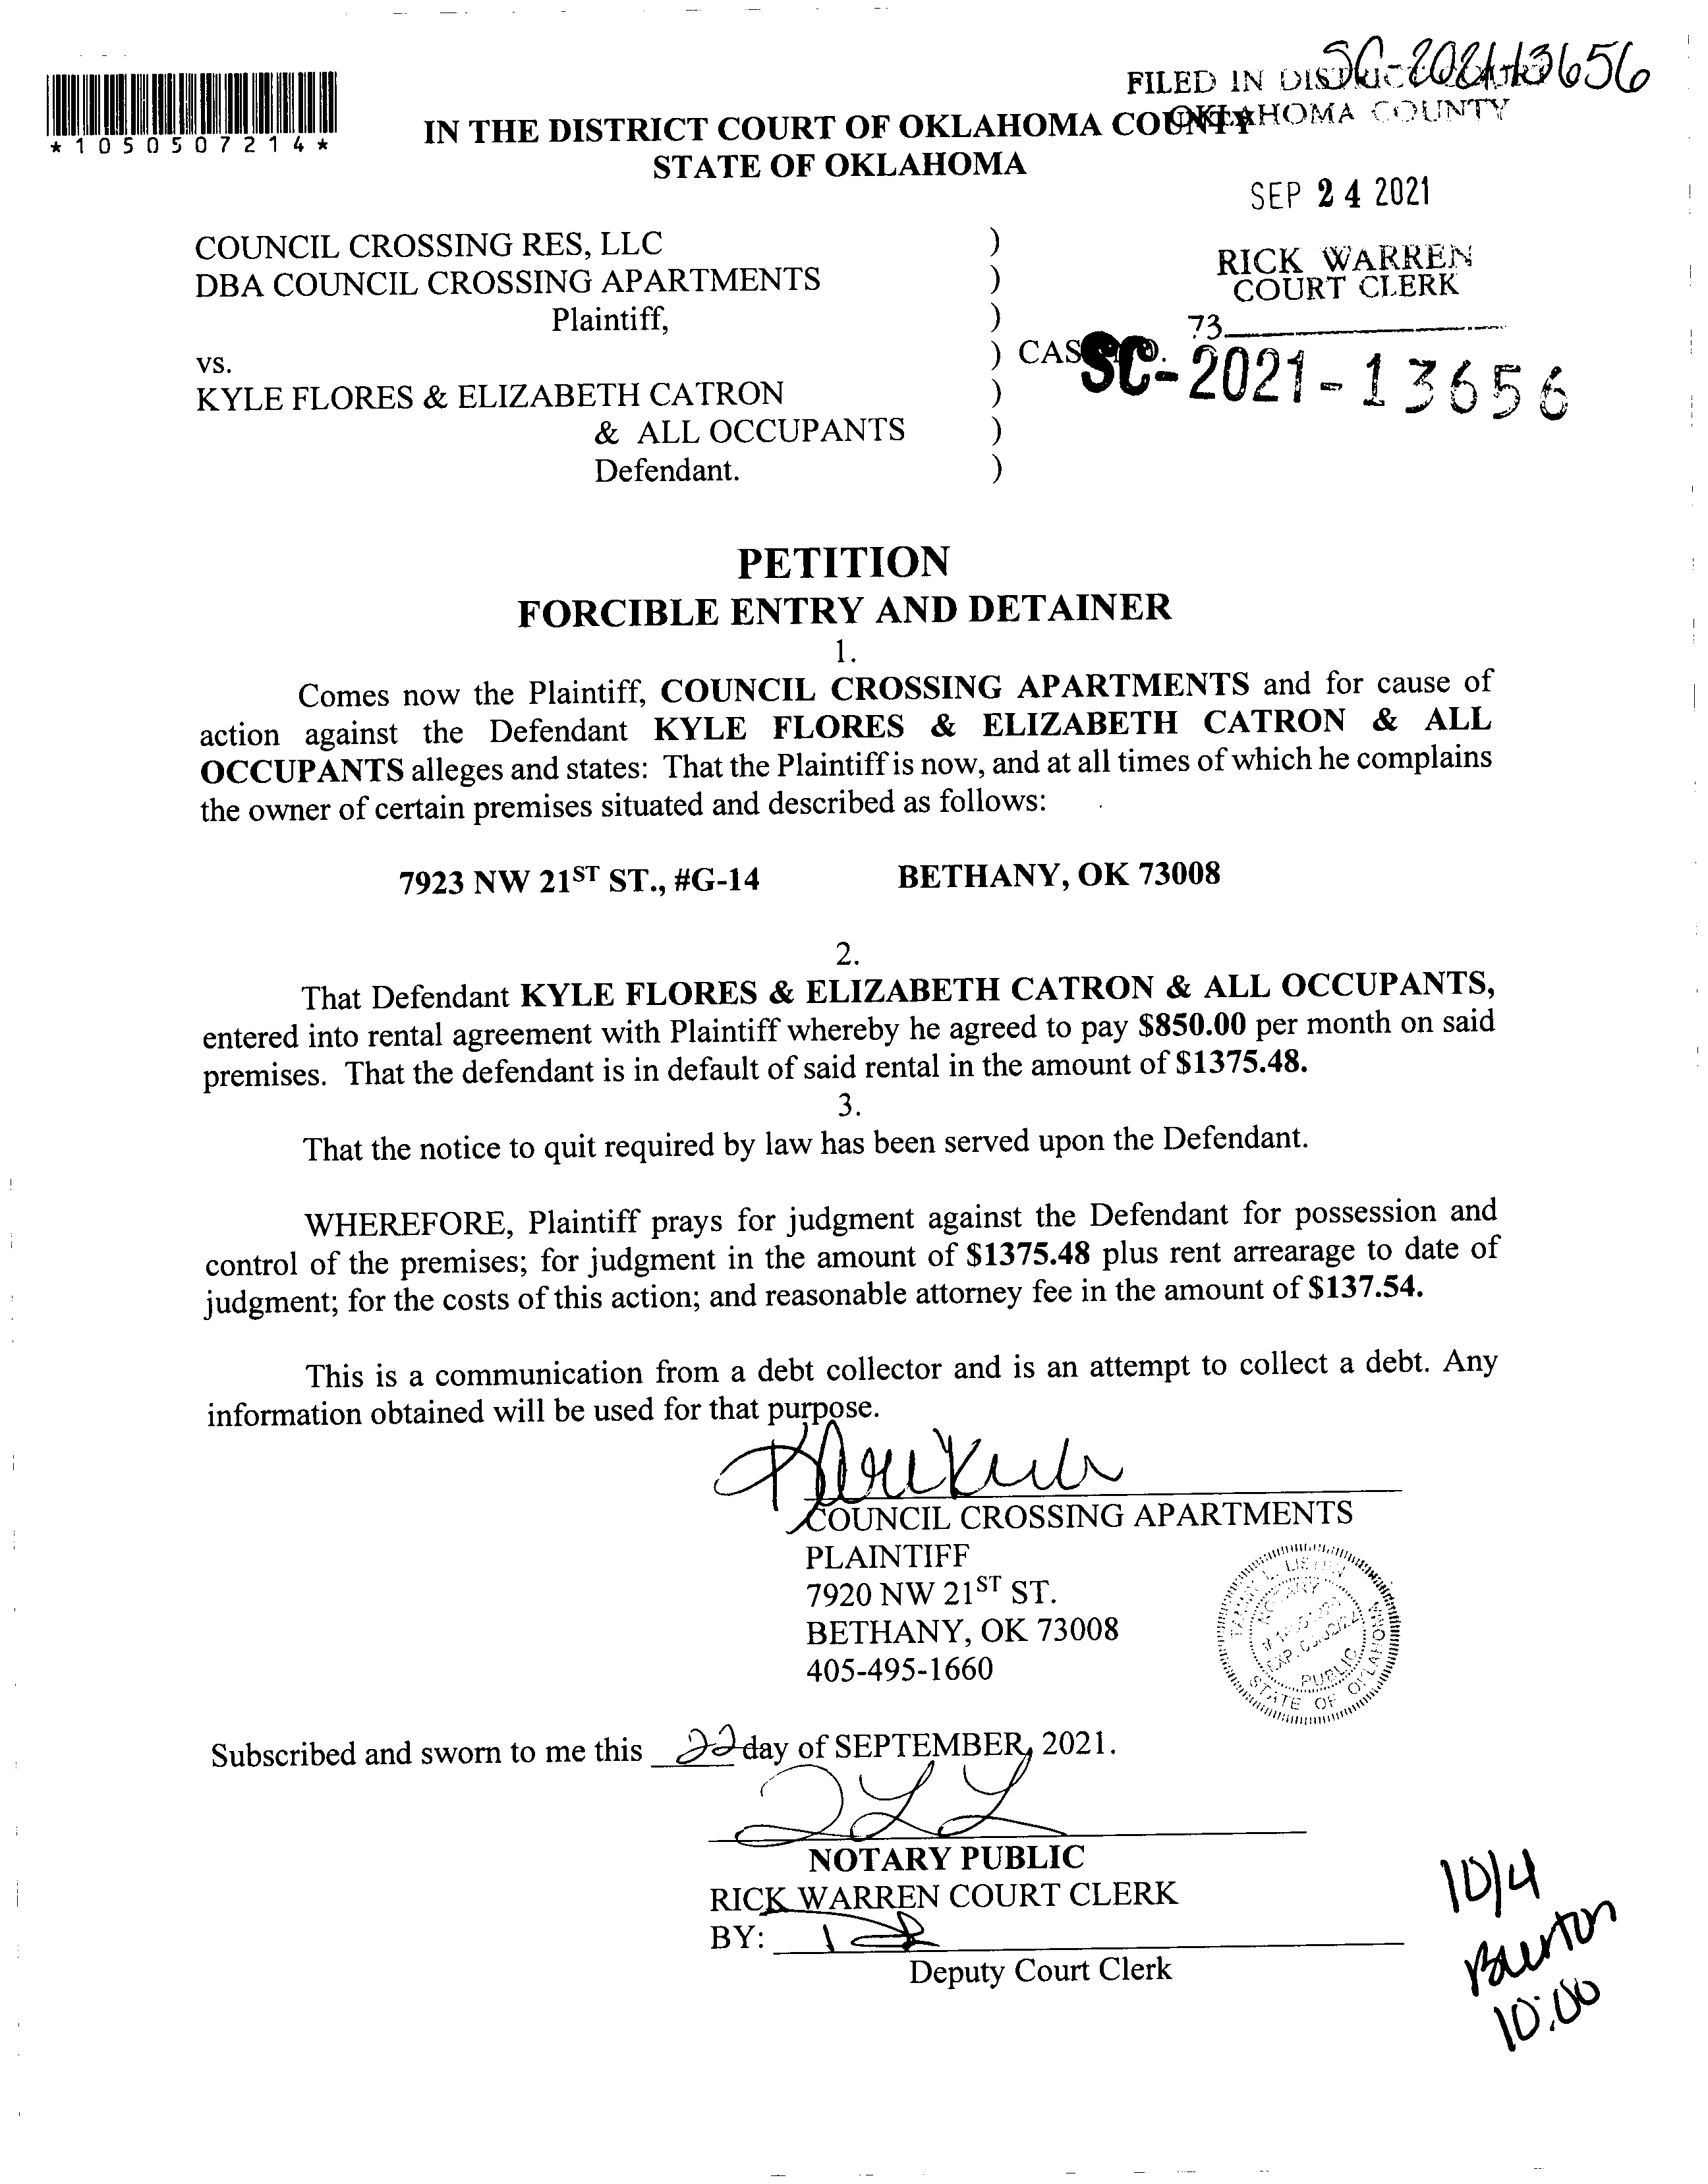 SC-2021-13656
FILED IN DISTRICT COURT
OKLAHOMA COUNTY
*1050507214*
IN THE DISTRICT COURT OF OKLAHOMA COUNTY
STATE OF OKLAHOMA
SEP 24 2021
RICK WARREN
COURT CLERK
73
COUNCIL CROSSING RES, LLC )
DBA COUNCIL CROSSING APARTMENTS )
Plaintiff, )
vs. ) CASE NO. SC-2021-13656
KYLE FLORES & ELIZABETH CATRON )
& ALL OCCUPANTS )
Defendant. )
PETITION
FORCIBLE ENTRY AND DETAINER
1.
Comes now the Plaintiff, COUNCIL CROSSING APARTMENTS and for cause of
action against the Defendant KYLE FLORES & ELIZABETH CATRON & ALL
OCCUPANTS alleges and states: That the Plaintiff is now, and at all times of which he complains
the owner of certain premises situated and described as follows:
7923 NW 21ST ST., #G-14 BETHANY, OK 73008
2.
That Defendant KYLE FLORES & ELIZABETH CATRON & ALL OCCUPANTS,
entered into rental agreement with Plaintiff whereby he agreed to pay $850.00 per month on said
premises. That the defendant is in default of said rental in the amount of $1375.48.
3.
That the notice to quit required by law has been served upon the Defendant.
WHEREFORE, Plaintiff prays for judgment against the Defendant for possession and
control of the premises; for judgment in the amount of $1375.48 plus rent arrearage to date of
judgment; for the costs of this action; and reasonable attorney fee in the amount of $137.54.
This is a communication from a debt collector and is an attempt to collect a debt. Any
information obtained will be used for that purpose.
COUNCIL CROSSING APARTMENTS
PLAINTIFF
7920 NW 21ST ST.
BETHANY, OK 73008
405-495-1660
NOTARY
PUBLIC
STATE OF OKLAHOMA
Subscribed and sworn to me this 22 day of SEPTEMBER, 2021.
NOTARY PUBLIC
RICK WARREN COURT CLERK
BY:
Deputy Court Clerk
10/4
Burton
10:00